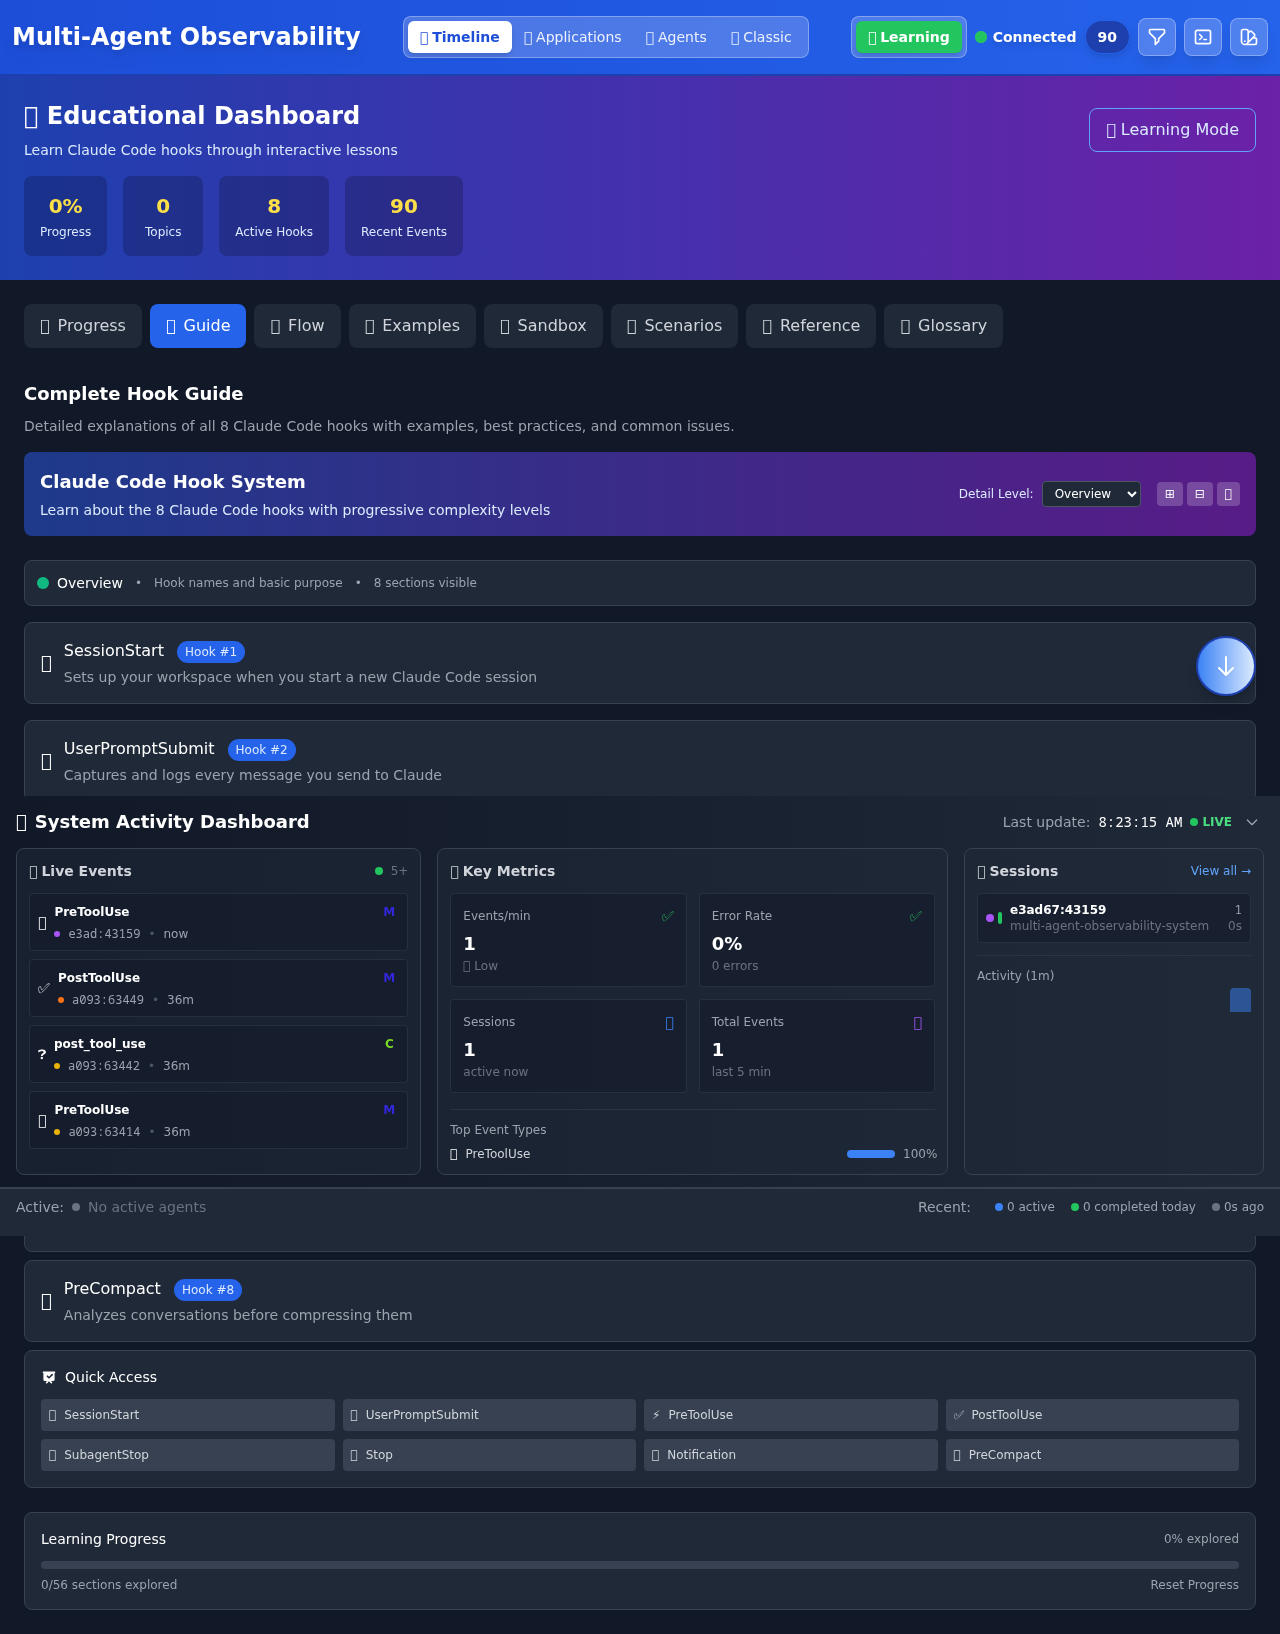 Multi-Agent Observability
Timeline
Applications
Agents
Classic
Learning
Connected
90
Educational Dashboard
Learn Claude Code hooks through interactive lessons
Learning Mode
0%
Progress
0
Topics
8
Active Hooks
90
Recent Events
Progress
Guide
Flow
Examples
Sandbox
Scenarios
Reference
Glossary
Complete Hook Guide
Detailed explanations of all 8 Claude Code hooks with examples, best practices, and common issues.
Claude Code Hook System
Learn about the 8 Claude Code hooks with progressive complexity levels
Detail Level:
Overview
Overview • Hook names and basic purpose • 8 sections visible
SessionStart Hook #1
Sets up your workspace when you start a new Claude Code session
UserPromptSubmit Hook #2
Captures and logs every message you send to Claude
System Activity Dashboard
Last update: 8:23:15 AM LIVE
Live Events
5+
PreToolUse M
e3ad:43159 • now
PostToolUse M
a093:63449 • 36m
? post_tool_use C
a093:63442 • 36m
PreToolUse M
a093:63414 • 36m
Key Metrics
Events/min
1
Low
Error Rate
0%
0 errors
Sessions
1
active now
Total Events
1
last 5 min
Top Event Types
PreToolUse 100%
Sessions
View all →
e3ad67:43159 1
multi-agent-observability-system 0s
Activity (1m)
Active: No active agents
Recent: 0 active 0 completed today 0s ago
PreCompact Hook #8
Analyzes conversations before compressing them
Quick Access
SessionStart
UserPromptSubmit
PreToolUse
PostToolUse
SubagentStop
Stop
Notification
PreCompact
Learning Progress
0% explored
0/56 sections explored
Reset Progress